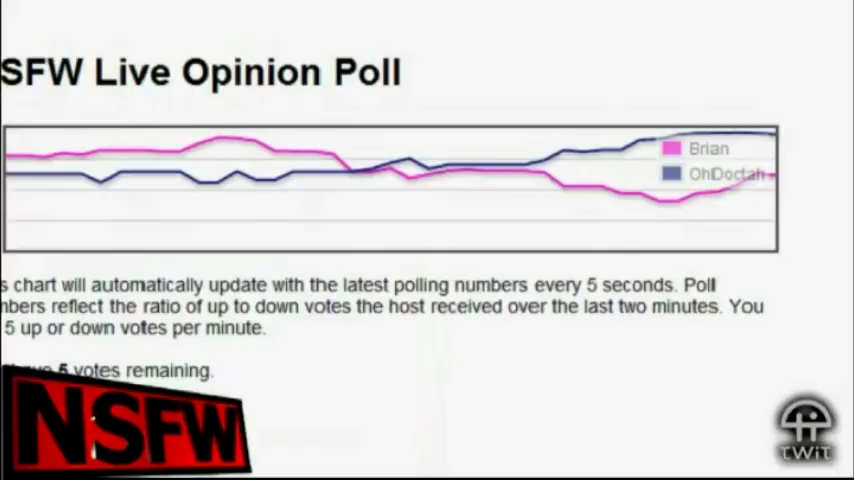 SFW Live Opinion Poll
Brian
OhDoctah
s chart will automatically update with the latest polling numbers every 5 seconds. Poll
mbers reflect the ratio of up to down votes the host received over the last two minutes. You
5 up or down votes per minute.
5 votes remaining.
NSFW
TWiT